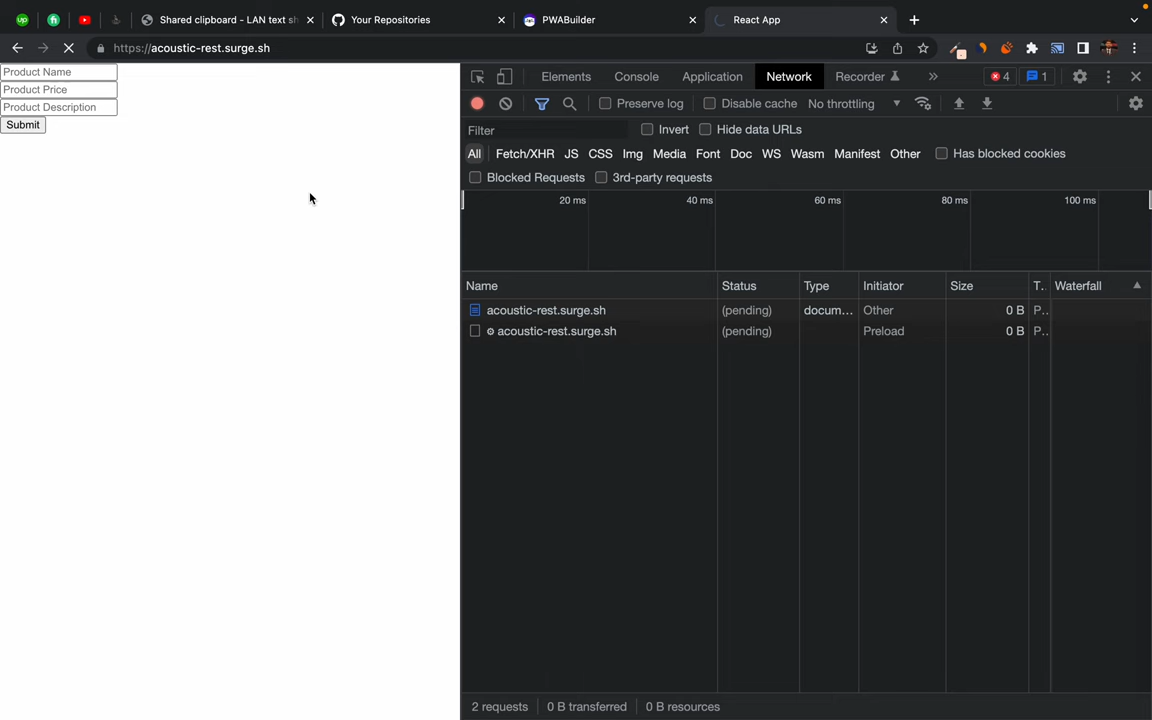 up fi Shared clipboard - LAN text sh Your Repositories PWABuilder React App
https://acoustic-rest.surge.sh
Product Name
Product Price
Product Description
Submit
Elements Console Application Network Recorder 4 1
Preserve log Disable cache No throttling
Filter Invert Hide data URLs
All Fetch/XHR JS CSS Img Media Font Doc WS Wasm Manifest Other Has blocked cookies
Blocked Requests 3rd-party requests
20 ms 40 ms 60 ms 80 ms 100 ms
Name Status Type Initiator Size T.. Waterfall
acoustic-rest.surge.sh (pending) docum... Other 0 B P..
acoustic-rest.surge.sh (pending) Preload 0 B P..
2 requests 0 B transferred 0 B resources